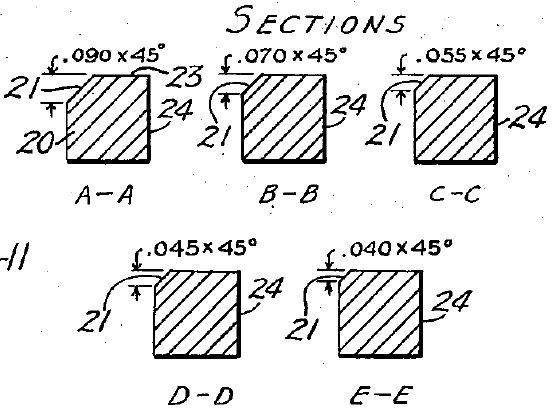 SECTIONS
.090 x 45° .070 x 45° .055 x 45°
21 23
20 24 21 24 21 24
A-A B-B C-C
-11
.045 x 45° .040 x 45°
21 24 21 24
D-D E-E